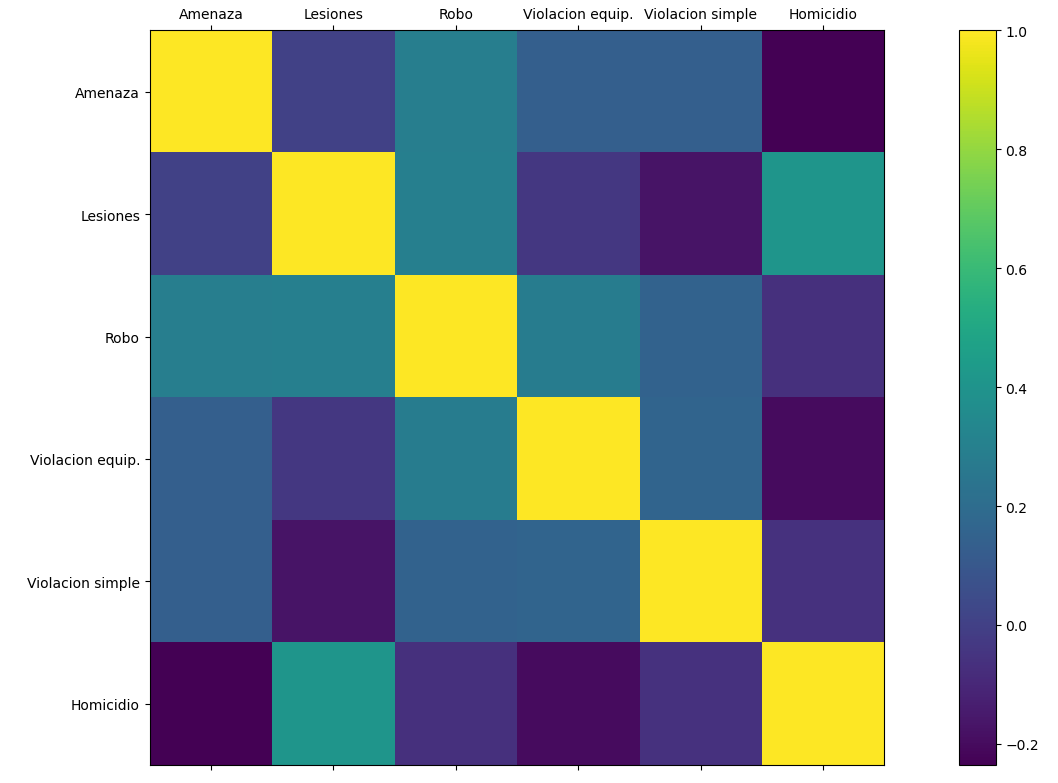 Amenaza Lesiones Robo Violacion equip. Violacion simple Homicidio
Amenaza
Lesiones
Robo
Violacion equip.
Violacion simple
Homicidio
1.0
0.8
0.6
0.4
0.2
0.0
−0.2